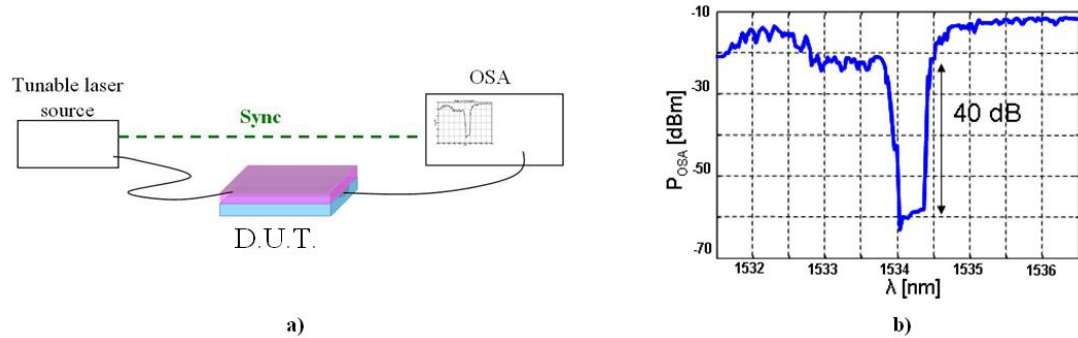 Tunable laser
source
Sync
OSA
D.U.T.
a)
-10
-30
-50
-70
P_OSA [dBm]
40 dB
1532 1533 1534 1535 1536
λ [nm]
b)